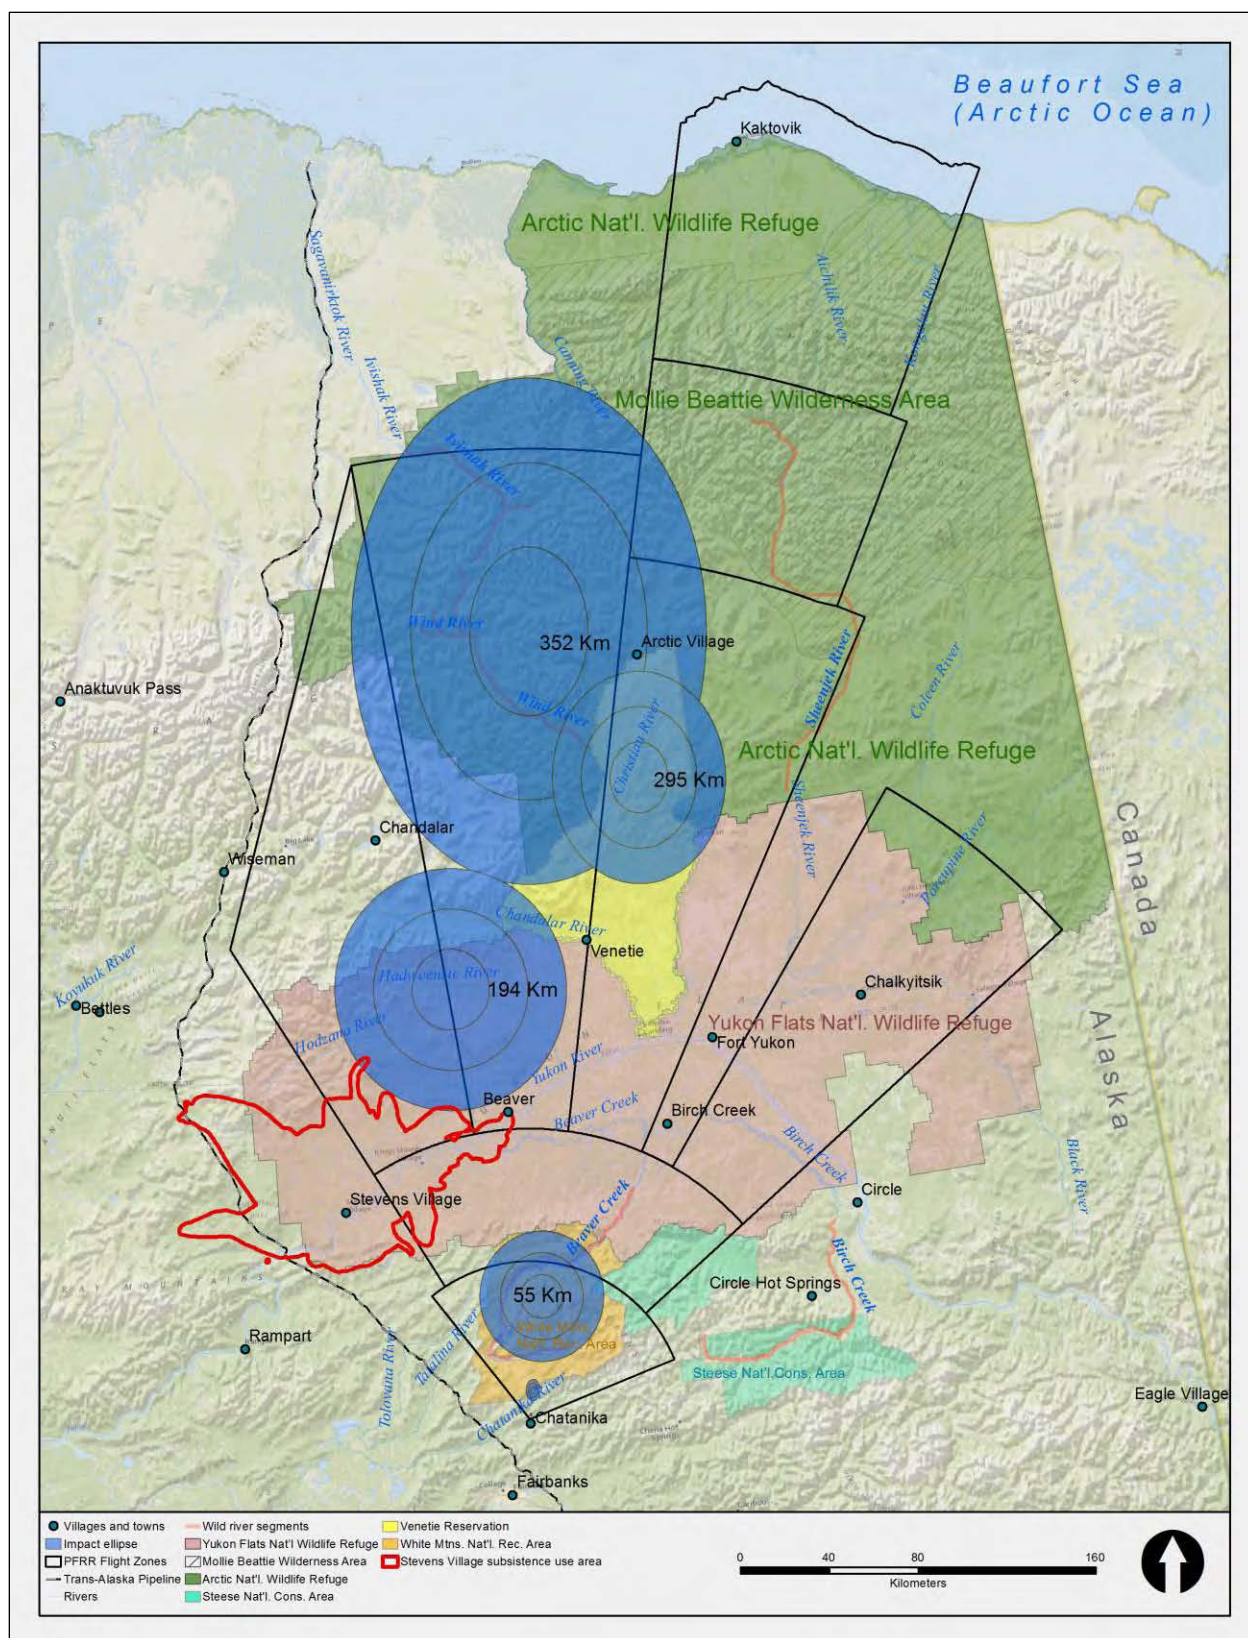 Beaufort Sea
(Arctic Ocean)
Kaktovik
Arctic Nat'l. Wildlife Refuge
Sagavanirktok River
Aichilik River
Kongakut River
Ivishak River
Canning River
Mollie Beattie Wilderness Area
Ivishak River
Wind River
352 Km
Arctic Village
Anaktuvuk Pass
Wind River
Christian River
Sheenjek River
Coleen River
Arctic Nat'l. Wildlife Refuge
295 Km
Sheenjek River
Chandalar
Wiseman
Porcupine River
Canada
Chandalar River
Venetie
Koyukuk River
Bettles
Hadweenzic River
194 Km
Chalkyitsik
Yukon Flats Nat'l. Wildlife Refuge
Hodzana River
Fort Yukon
Alaska
Yukon River
Beaver
Beaver Creek
Birch Creek
Birch Creek
Black River
Stevens Village
Circle
Beaver Creek
Birch Creek
55 Km
Circle Hot Springs
Rampart
White Mtns.
Nat'l. Rec. Area
Tatalina River
Tolovana River
Steese Nat'l.Cons. Area
Eagle Village
Chatanika River
Chatanika
Fairbanks
Villages and towns
Impact ellipse
PFRR Flight Zones
Trans-Alaska Pipeline
Rivers
Wild river segments
Yukon Flats Nat'l Wildlife Refuge
Mollie Beattie Wilderness Area
Arctic Nat'l. Wildlife Refuge
Steese Nat'l. Cons. Area
Venetie Reservation
White Mtns. Nat'l. Rec. Area
Stevens Village subsistence use area
0 40 80 160
Kilometers